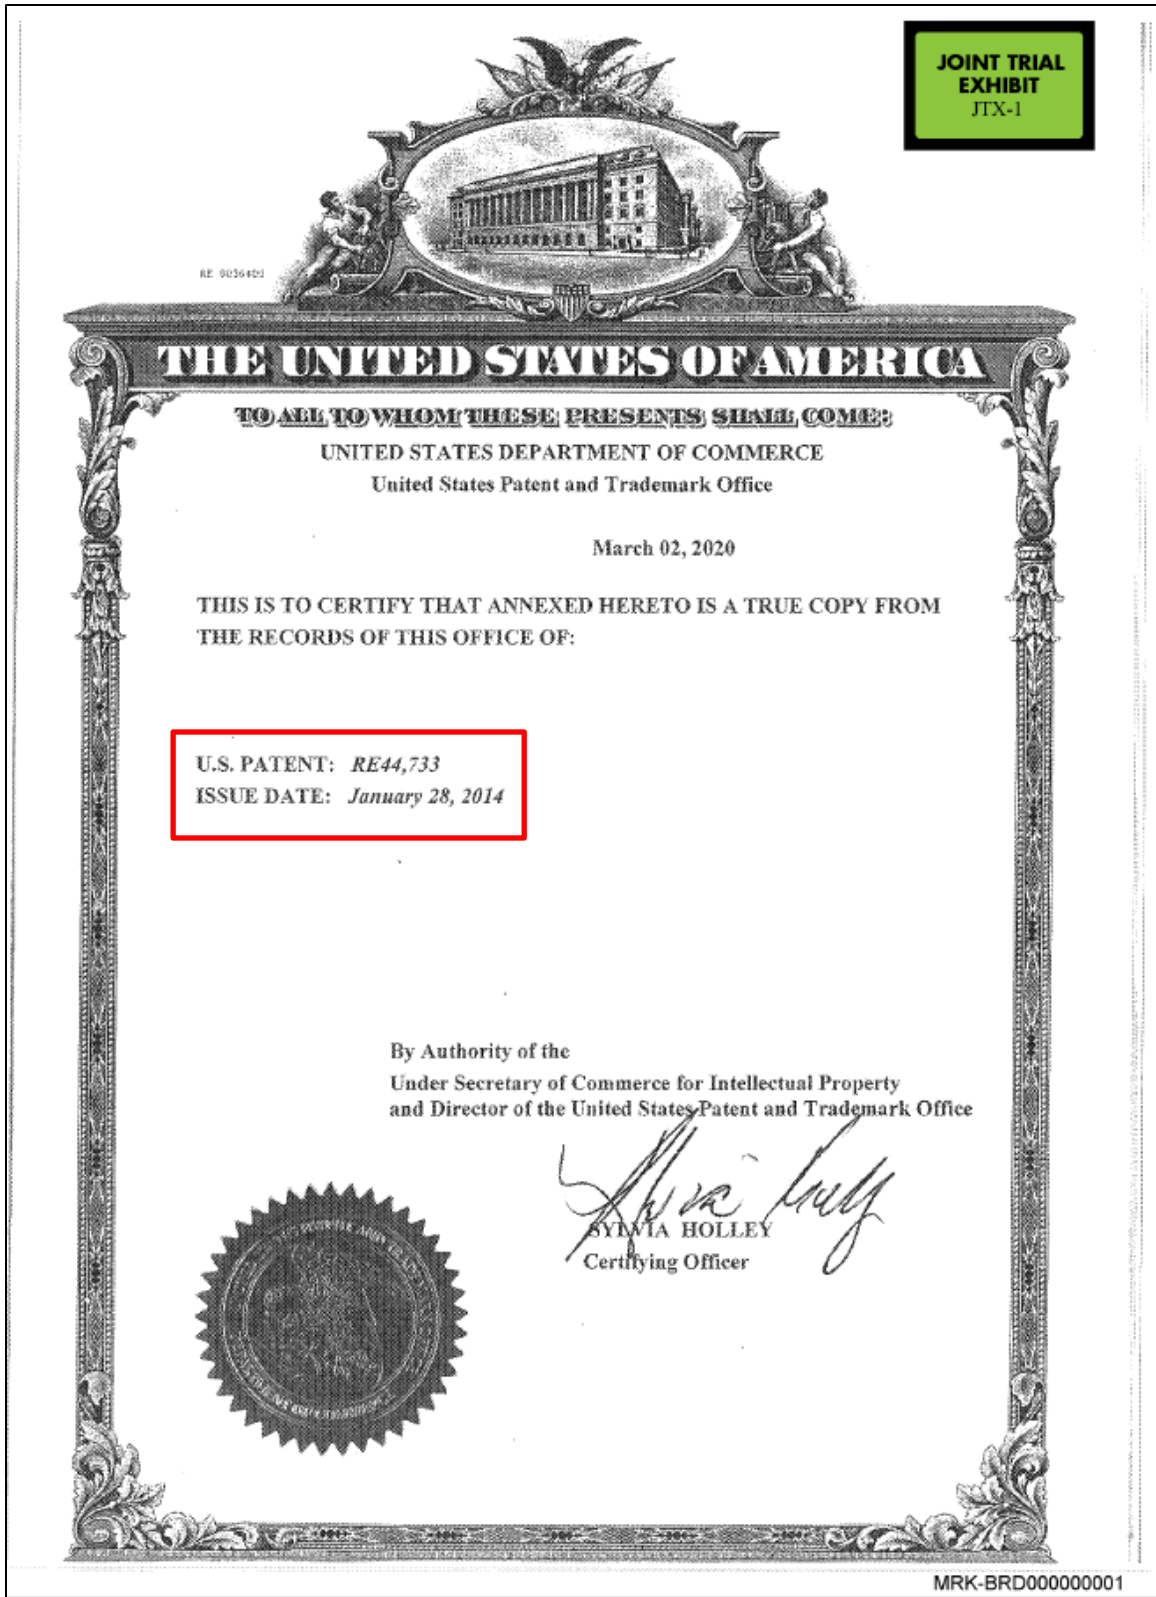 JOINT TRIAL
EXHIBIT
JTX-1
THE UNITED STATES OF AMERICA
TO ALL TO WHOM THESE PRESENTS SHALL COME:
UNITED STATES DEPARTMENT OF COMMERCE
United States Patent and Trademark Office
March 02, 2020
THIS IS TO CERTIFY THAT ANNEXED HERETO IS A TRUE COPY FROM
THE RECORDS OF THIS OFFICE OF:
U.S. PATENT: RE44,733
ISSUE DATE: January 28, 2014
By Authority of the
Under Secretary of Commerce for Intellectual Property
and Director of the United States Patent and Trademark Office
SYLVIA HOLLEY
Certifying Officer
MRK-BRD000000001